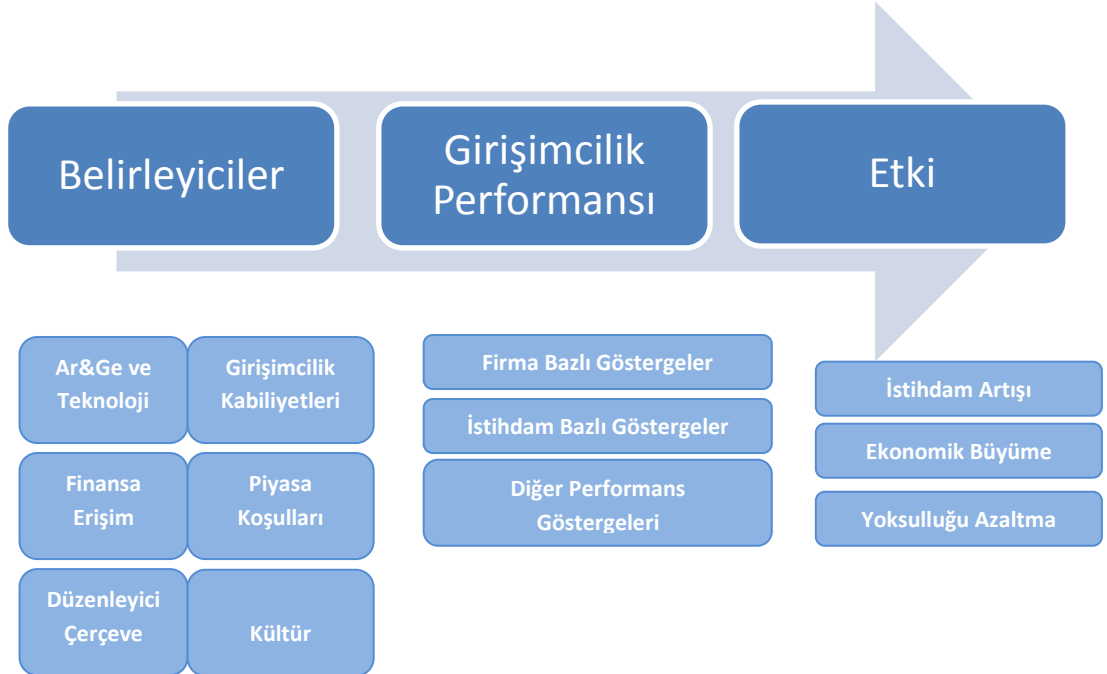 Belirleyiciler
Girişimcilik
Performansı
Etki
Ar&Ge ve
Teknoloji
Girişimcilik
Kabiliyetleri
Finansa
Erişim
Piyasa
Koşulları
Düzenleyici
Çerçeve
Kültür
Firma Bazlı Göstergeler
İstihdam Bazlı Göstergeler
Diğer Performans
Göstergeleri
İstihdam Artışı
Ekonomik Büyüme
Yoksulluğu Azaltma